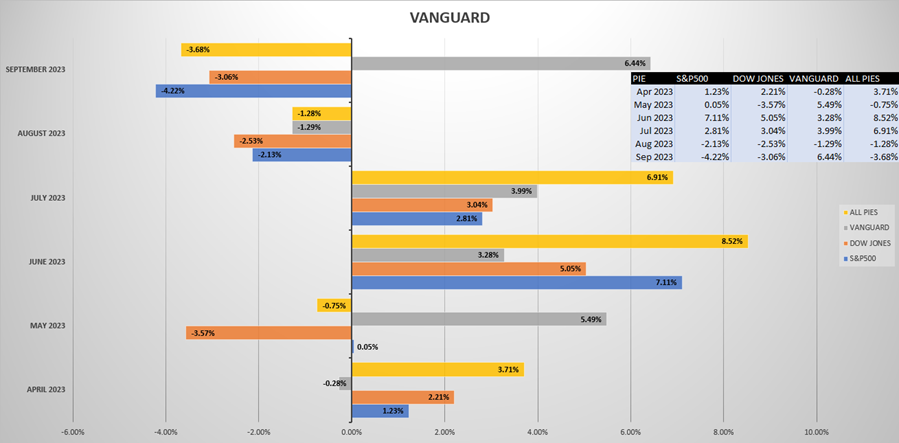 VANGUARD
SEPTEMBER 2023
-3.68%
6.44%
-3.06%
-4.22%
PIE S&P500 DOW JONES VANGUARD ALL PIES
Apr 2023 1.23% 2.21% -0.28% 3.71%
May 2023 0.05% -3.57% 5.49% -0.75%
Jun 2023 7.11% 5.05% 3.28% 8.52%
Jul 2023 2.81% 3.04% 3.99% 6.91%
Aug 2023 -2.13% -2.53% -1.29% -1.28%
Sep 2023 -4.22% -3.06% 6.44% -3.68%
AUGUST 2023
-1.28%
-1.29%
-2.53%
-2.13%
JULY 2023
6.91%
3.99%
3.04%
2.81%
ALL PIES
VANGUARD
DOW JONES
S&P500
JUNE 2023
8.52%
3.28%
5.05%
7.11%
MAY 2023
-0.75%
5.49%
-3.57%
0.05%
APRIL 2023
3.71%
-0.28%
2.21%
1.23%
-6.00% -4.00% -2.00% 0.00% 2.00% 4.00% 6.00% 8.00% 10.00%